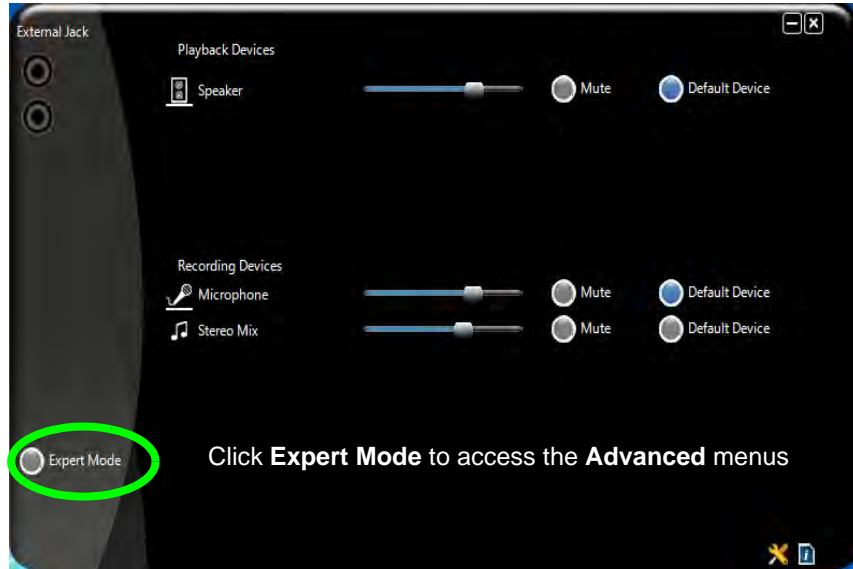 External Jack
Playback Devices
Speaker Mute Default Device
Recording Devices
Microphone Mute Default Device
Stereo Mix Mute Default Device
Expert Mode
Click Expert Mode to access the Advanced menus